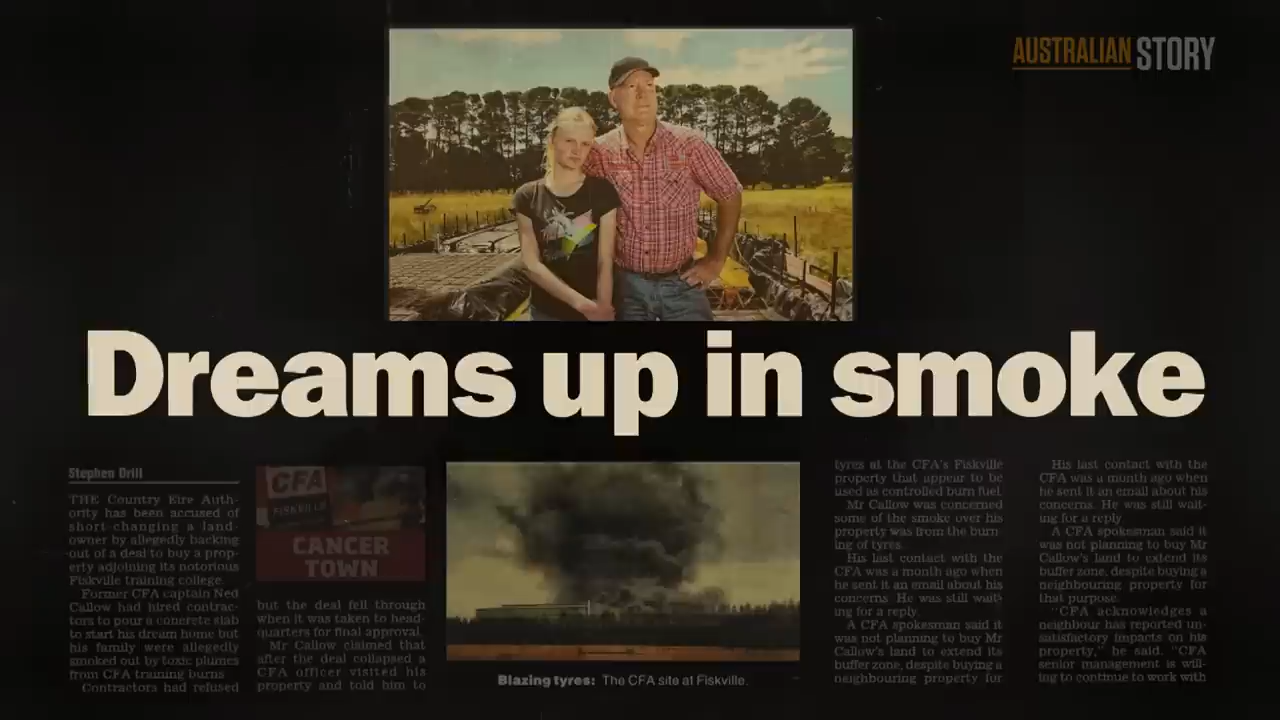 AUSTRALIAN STORY
Dreams up in smoke
Stephen Drill
THE Country Fire Auth-
ority has been accused of
short-changing a land-
owner by allegedly backing
out of a deal to buy a prop-
erty adjoining its notorious
Fiskville training college.
Former CFA captain Ned
Callow had hired contrac-
tors to pour a concrete slab
to start his dream home but
his family were allegedly
smoked out by toxic plumes
from CFA training burns
Contractors had refused
CFA
FISKVILLE
CANCER
TOWN
but the deal fell through
when it was taken to head-
quarters for final approval.
Mr Callow claimed that
after the deal collapsed a
CFA officer visited his
property and told him to
Blazing tyres: The CFA site at Fiskville.
tyres at the CFA's Fiskville
property that appear to be
used as controlled burn fuel.
Mr Callow was concerned
some of the smoke over his
property was from the burn-
ing of tyres.
His last contact with the
CFA was a month ago when
he sent it an email about his
concerns. He was still wait-
ing for a reply.
A CFA spokesman said it
was not planning to buy Mr
Callow's land to extend its
buffer zone, despite buying a
neighbouring property for
His last contact with the
CFA was a month ago when
he sent it an email about his
concerns. He was still wait-
ing for a reply.
A CFA spokesman said it
was not planning to buy Mr
Callow's land to extend its
buffer zone, despite buying a
neighbouring property for
that purpose.
"CFA acknowledges a
neighbour has reported un-
satisfactory impacts on his
property," he said. "CFA
senior management is will-
ing to continue to work with